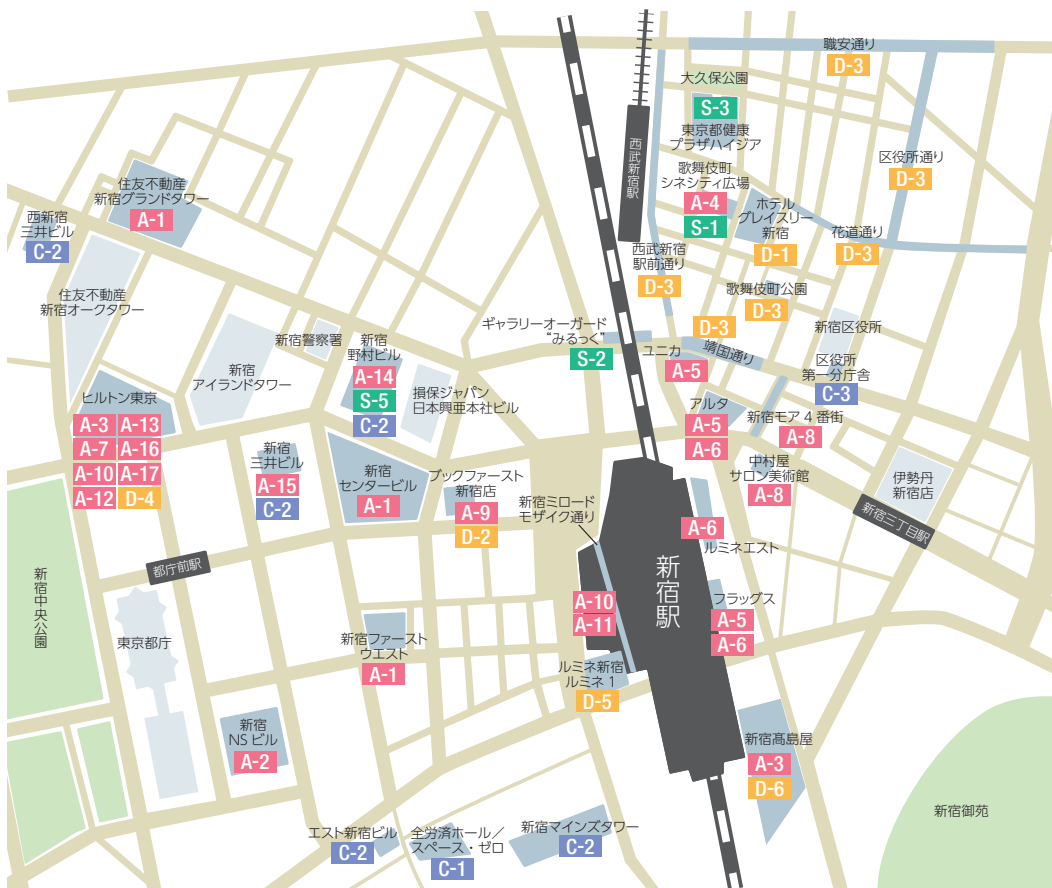 職安通り
D-3
大久保公園
S-3
東京都健康
プラザハイジア
西武新宿駅
区役所通り
D-3
歌舞伎町
シネシティ広場
A-4
S-1
住友不動産
新宿グランドタワー
A-1
西新宿
三井ビル
C-2
ホテル
グレイスリー
新宿
D-1
花道通り
D-3
西武新宿
駅前通り
D-3
住友不動産
新宿オークタワー
歌舞伎町公園
D-3
ギャラリーオーガード
“みるっく”
S-2
D-3
靖国通り
新宿区役所
新宿警察署
新宿
野村ビル
A-14
S-5
C-2
ユニカ
A-5
区役所
第一分庁舎
C-3
新宿
アイランドタワー
損保ジャパン
日本興亜本社ビル
ヒルトン東京
A-3 A-13
A-7 A-16
A-10 A-17
A-12 D-4
アルタ
A-5
A-6
新宿モア4番街
A-8
新宿
三井ビル
A-15
C-2
新宿
センタービル
A-1
ブックファースト
新宿店
A-9
D-2
中村屋
サロン美術館
A-8
伊勢丹
新宿店
新宿ミロード
モザイク通り
新宿三丁目駅
A-6
ルミネエスト
都庁前駅
新宿駅
新宿中央公園
A-10
A-11
フラッグス
A-5
A-6
東京都庁
新宿ファースト
ウエスト
A-1
ルミネ新宿
ルミネ1
D-5
新宿
NSビル
A-2
新宿髙島屋
A-3
D-6
新宿御苑
エスト新宿ビル
C-2
全労済ホール／
スペース・ゼロ
C-1
新宿マインズタワー
C-2